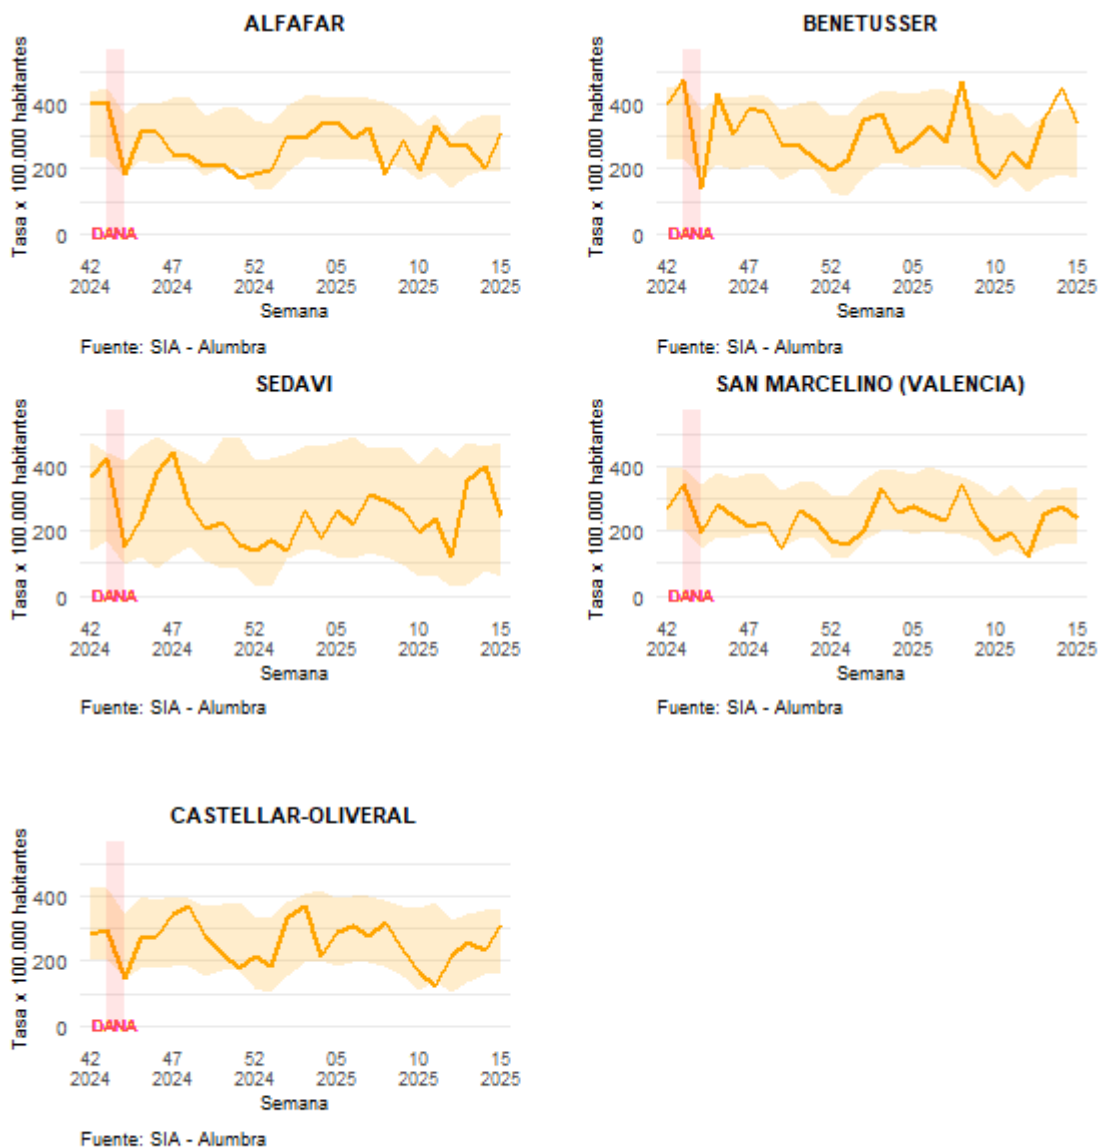 ALFAFAR
Tasa x 100.000 habitantes
400
200
0
DANA
42 47 52 05 10 15
2024 2024 2024 2025 2025 2025
Semana
Fuente: SIA - Alumbra
BENETUSSER
Tasa x 100.000 habitantes
400
200
0
DANA
42 47 52 05 10 15
2024 2024 2024 2025 2025 2025
Semana
Fuente: SIA - Alumbra
SEDAVI
Tasa x 100.000 habitantes
400
200
0
DANA
42 47 52 05 10 15
2024 2024 2024 2025 2025 2025
Semana
Fuente: SIA - Alumbra
SAN MARCELINO (VALENCIA)
Tasa x 100.000 habitantes
400
200
0
DANA
42 47 52 05 10 15
2024 2024 2024 2025 2025 2025
Semana
Fuente: SIA - Alumbra
CASTELLAR-OLIVERAL
Tasa x 100.000 habitantes
400
200
0
DANA
42 47 52 05 10 15
2024 2024 2024 2025 2025 2025
Semana
Fuente: SIA - Alumbra